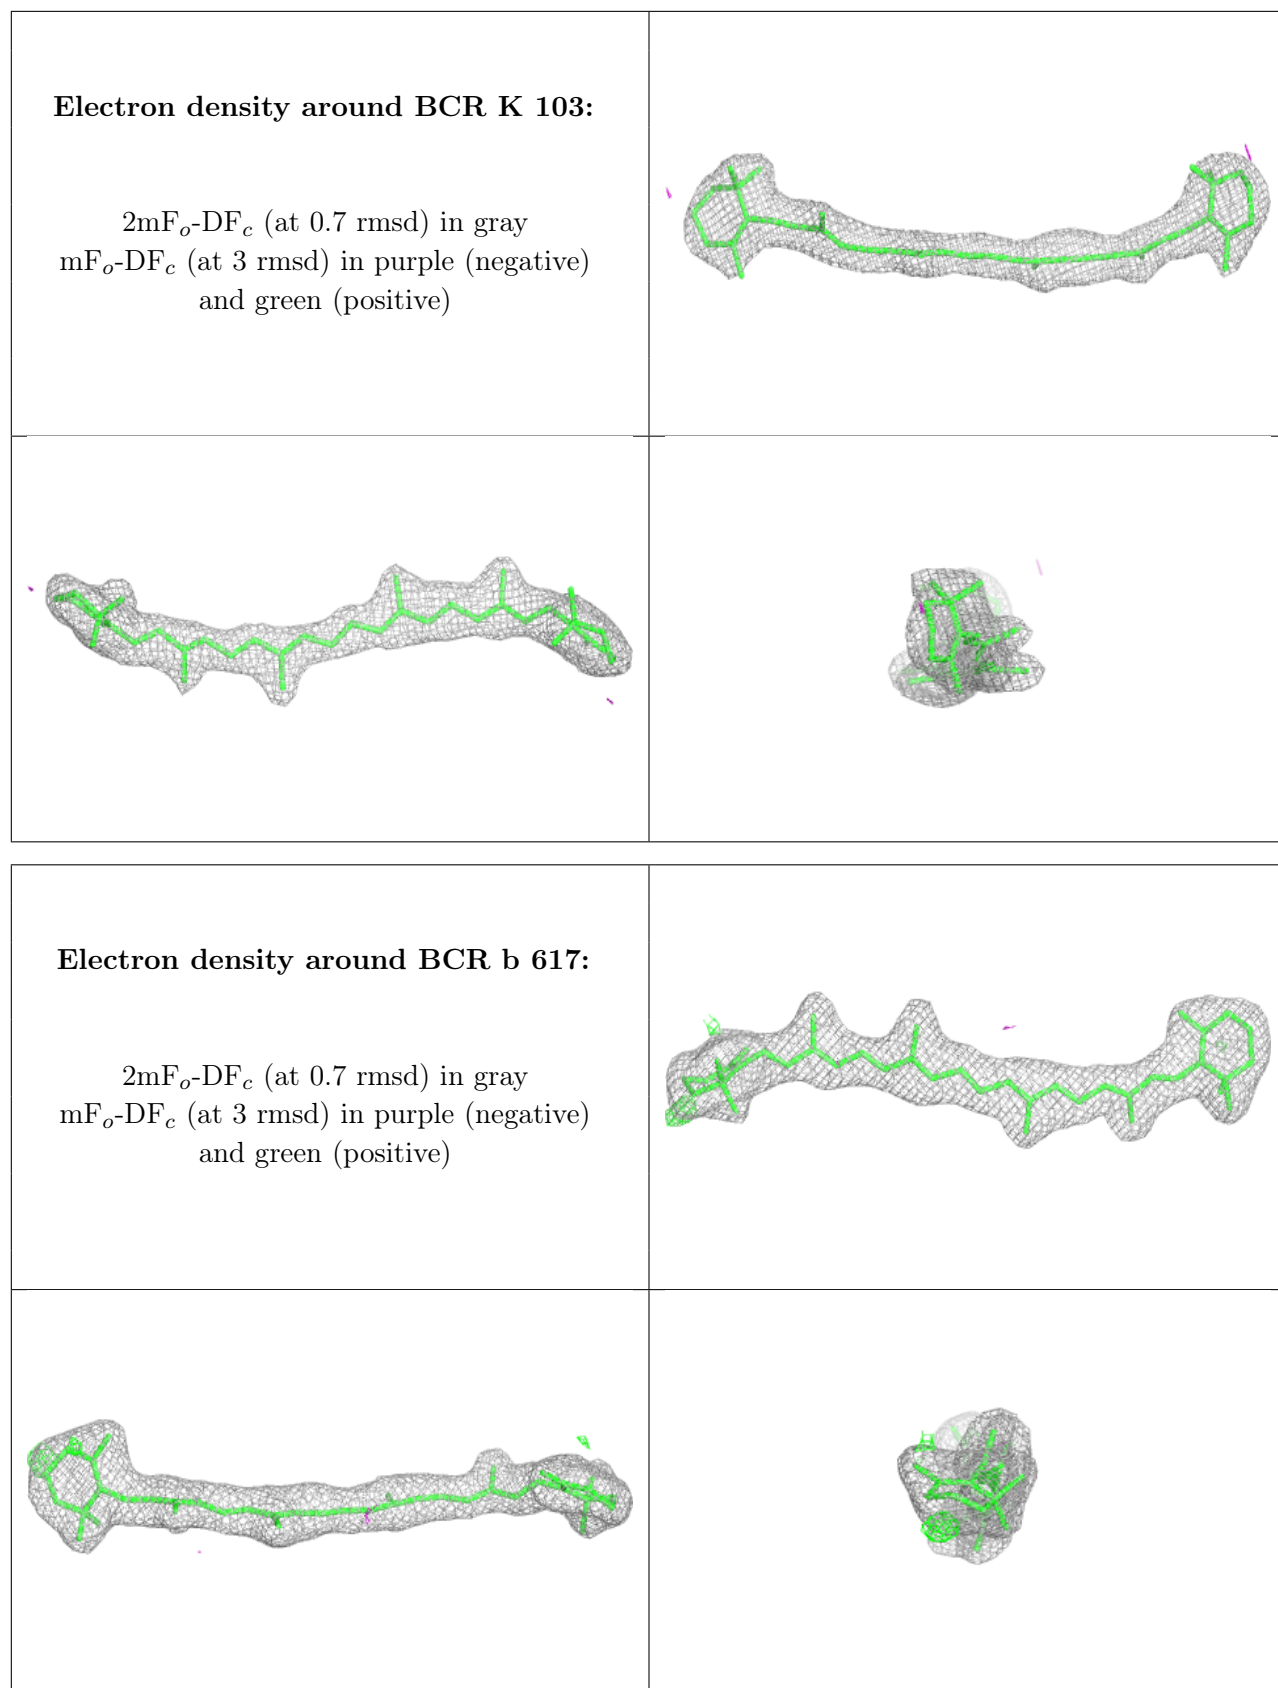 Electron density around BCR K 103:
2mFₒ-DF𝒸 (at 0.7 rmsd) in gray
mFₒ-DF𝒸 (at 3 rmsd) in purple (negative)
and green (positive)
Electron density around BCR b 617:
2mFₒ-DF𝒸 (at 0.7 rmsd) in gray
mFₒ-DF𝒸 (at 3 rmsd) in purple (negative)
and green (positive)